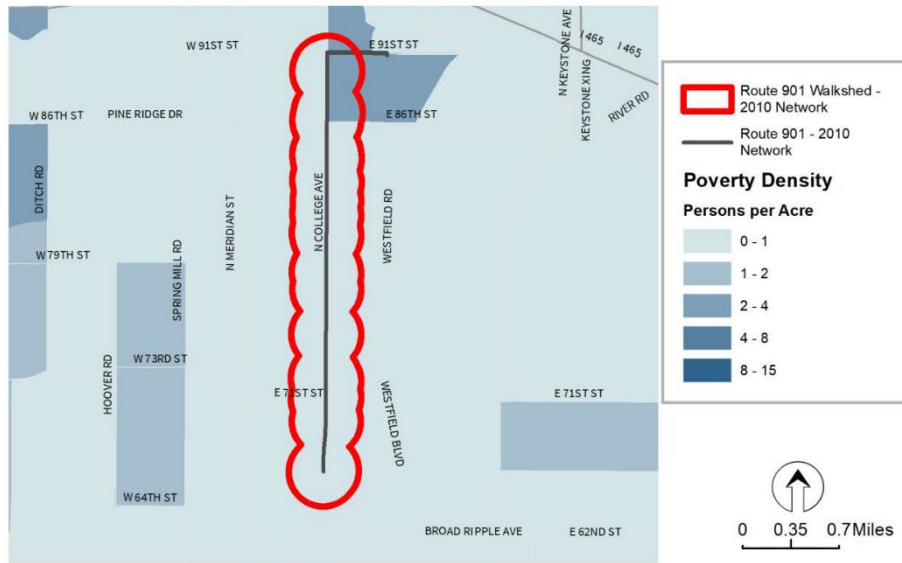 W 91ST ST
E 91ST ST
N KEYSTONE AVE
I 465
I 465
KEYSTONE XING
RIVER RD
W 86TH ST
PINE RIDGE DR
E 86TH ST
DITCH RD
N MERIDIAN ST
N COLLEGE AVE
WESTFIELD RD
SPRING MILL RD
W 79TH ST
HOOVER RD
W 73RD ST
E 71ST ST
WESTFIELD BLVD
E 71ST ST
W 64TH ST
BROAD RIPPLE AVE
E 62ND ST
Route 901 Walkshed -
2010 Network
Route 901 - 2010
Network
Poverty Density
Persons per Acre
0 - 1
1 - 2
2 - 4
4 - 8
8 - 15
0 0.35 0.7Miles